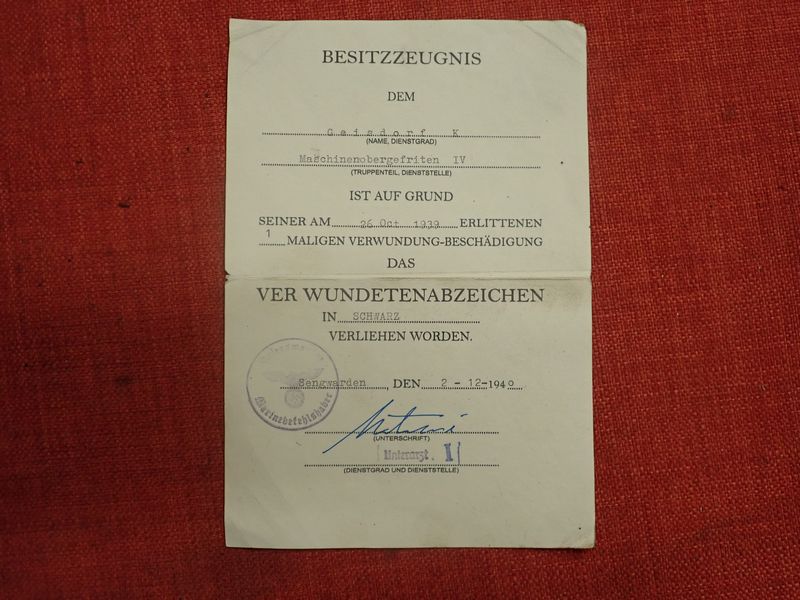 BESITZZEUGNIS
DEM
Geisdorf K
(NAME, DIENSTGRAD)
Maschinenobergefriten IV
(TRUPPENTEIL, DIENSTSTELLE)
IST AUF GRUND
SEINER AM 26 Oct 1939 ERLITTENEN
1 MALIGEN VERWUNDUNG-BESCHÄDIGUNG
DAS
VER WUNDETENABZEICHEN
IN SCHWARZ
VERLIEHEN WORDEN.
Sengwarden, DEN 2 - 12-1940
Marinebefehlshaber
(UNTERSCHRIFT)
Unterarzt. I
(DIENSTGRAD UND DIENSTSTELLE)